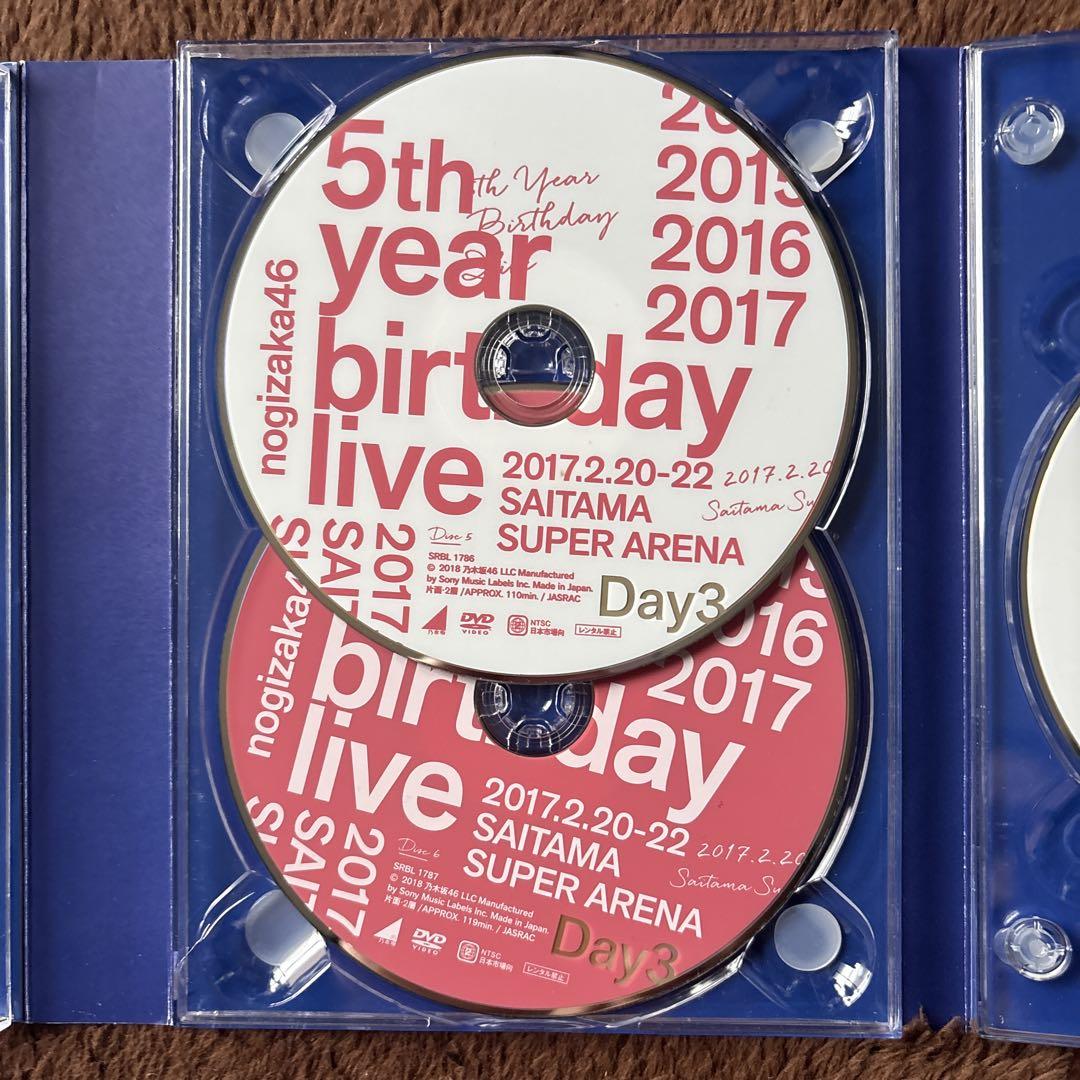 5th
year
birthday
live
th Year
Birthday
2015
2016
2017
nogizaka46
2017.2.20-22
SAITAMA
SUPER ARENA
2017.2.20
Saitama Su
2017
SAIT
Disc 5
SRBL 1786
© 2018 乃木坂46 LLC Manufactured
by Sony Music Labels Inc. Made in Japan.
片面・2層 /APPROX. 110min. / JASRAC
乃木坂
DVD
VIDEO
NTSC
日本市場向
レンタル禁止
Day3
2016
2017
nogizaka4
birthday
live
2017.2.20-22
SAITAMA
SUPER ARENA
2017.2.20
Saitama Su
2017
SAIT
Disc 6
SRBL 1787
© 2018 乃木坂46 LLC Manufactured
by Sony Music Labels Inc. Made in Japan.
片面・2層 /APPROX. 119min. / JASRAC
DVD
VIDEO
NTSC
日本市場向
レンタル禁止
Day3